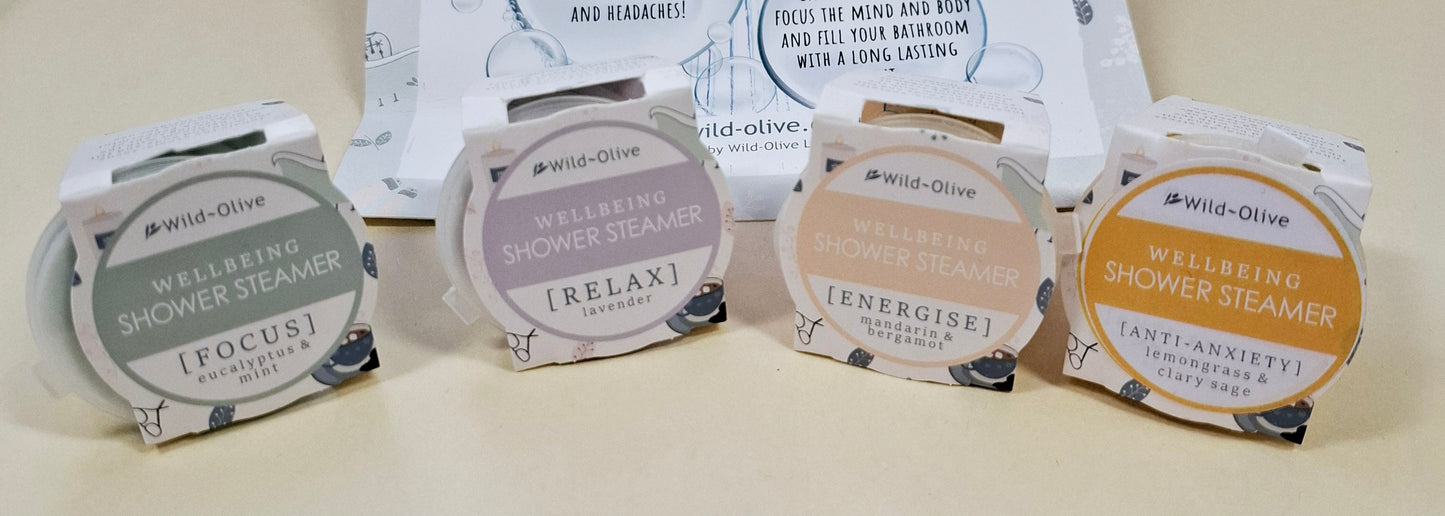 AND HEADACHES!
FOCUS THE MIND AND BODY
AND FILL YOUR BATHROOM
WITH A LONG LASTING
wild-olive.
by Wild-Olive L
Wild~Olive
WELLBEING
SHOWER STEAMER
[FOCUS]
eucalyptus &
mint
Wild~Olive
WELLBEING
SHOWER STEAMER
[RELAX]
lavender
Wild~Olive
WELLBEING
SHOWER STEAMER
[ENERGISE]
mandarin &
bergamot
Wild~Olive
WELLBEING
SHOWER STEAMER
[ANTI-ANXIETY]
lemongrass &
clary sage